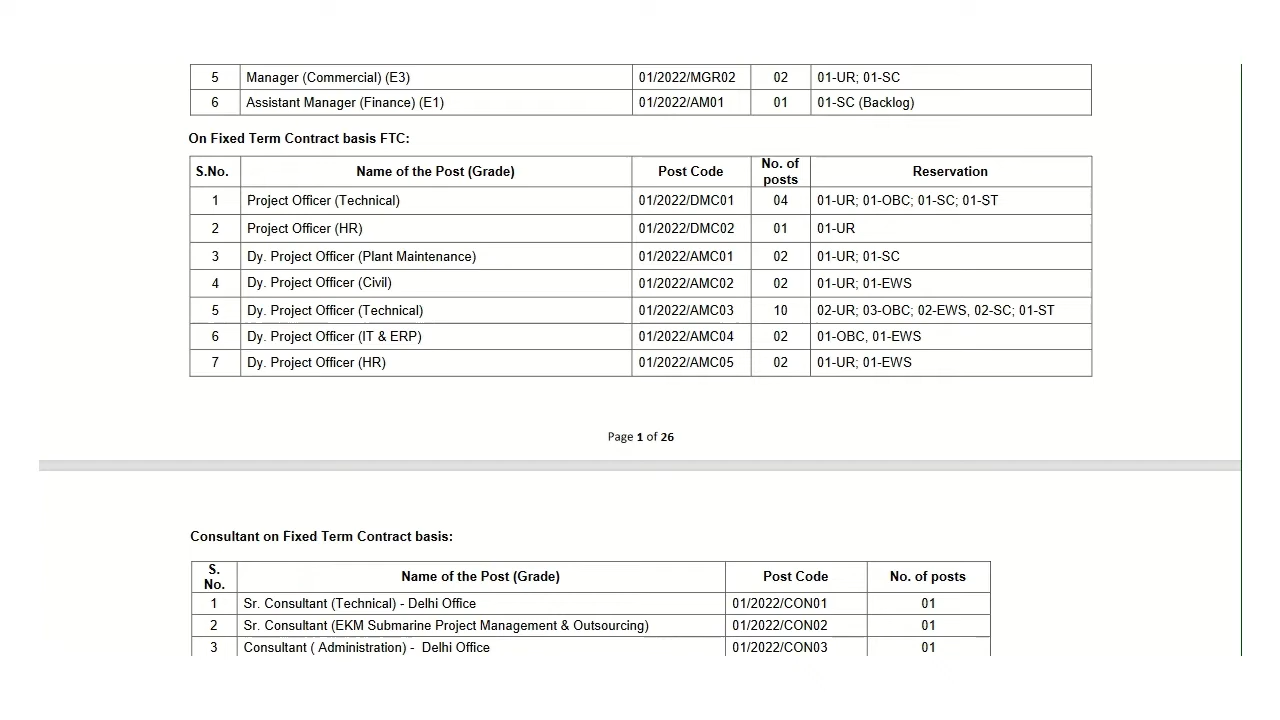 5 Manager (Commercial) (E3) 01/2022/MGR02 02 01-UR; 01-SC
6 Assistant Manager (Finance) (E1) 01/2022/AM01 01 01-SC (Backlog)
On Fixed Term Contract basis FTC:
S.No. Name of the Post (Grade) Post Code No. of posts Reservation
1 Project Officer (Technical) 01/2022/DMC01 04 01-UR; 01-OBC; 01-SC; 01-ST
2 Project Officer (HR) 01/2022/DMC02 01 01-UR
3 Dy. Project Officer (Plant Maintenance) 01/2022/AMC01 02 01-UR; 01-SC
4 Dy. Project Officer (Civil) 01/2022/AMC02 02 01-UR; 01-EWS
5 Dy. Project Officer (Technical) 01/2022/AMC03 10 02-UR; 03-OBC; 02-EWS, 02-SC; 01-ST
6 Dy. Project Officer (IT & ERP) 01/2022/AMC04 02 01-OBC, 01-EWS
7 Dy. Project Officer (HR) 01/2022/AMC05 02 01-UR; 01-EWS
Page 1 of 26
Consultant on Fixed Term Contract basis:
S. No. Name of the Post (Grade) Post Code No. of posts
1 Sr. Consultant (Technical) - Delhi Office 01/2022/CON01 01
2 Sr. Consultant (EKM Submarine Project Management & Outsourcing) 01/2022/CON02 01
3 Consultant ( Administration) - Delhi Office 01/2022/CON03 01